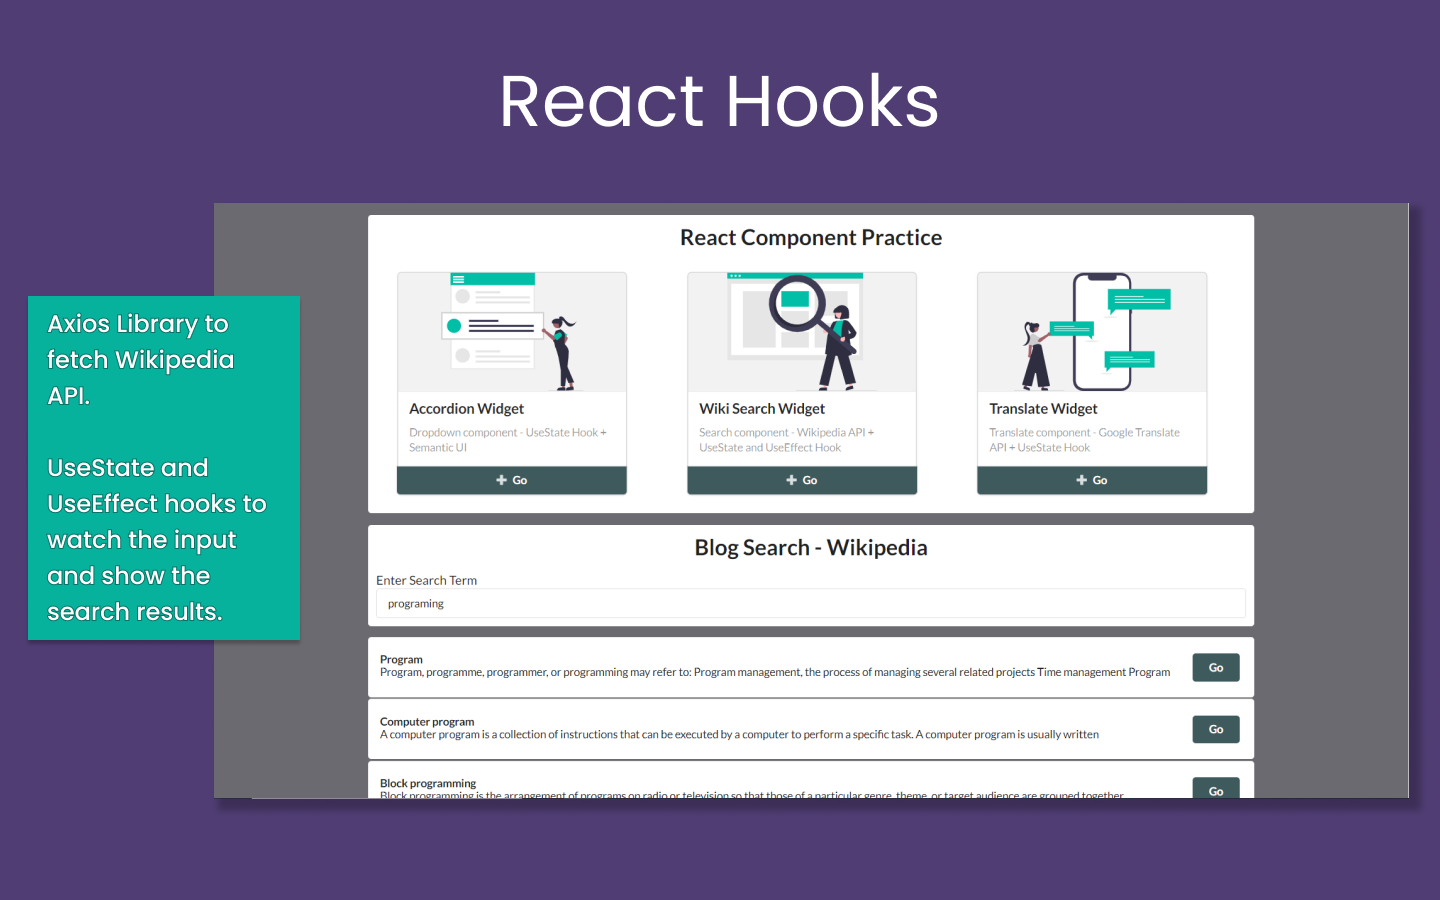 React Hooks
Axios Library to
fetch Wikipedia
API.
UseState and
UseEffect hooks to
watch the input
and show the
search results.
React Component Practice
Accordion Widget
Dropdown component - UseState Hook +
Semantic UI
Go
Wiki Search Widget
Search component - Wikipedia API +
UseState and UseEffect Hook
Go
Translate Widget
Translate component - Google Translate
API + UseState Hook
Go
Blog Search - Wikipedia
Enter Search Term
programing
Program
Program, programme, programmer, or programming may refer to: Program management, the process of managing several related projects Time management Program
Go
Computer program
A computer program is a collection of instructions that can be executed by a computer to perform a specific task. A computer program is usually written
Go
Block programming
Block programming is the arrangement of programs on radio or television so that those of a particular genre, theme, or target audience are grouped together.
Go